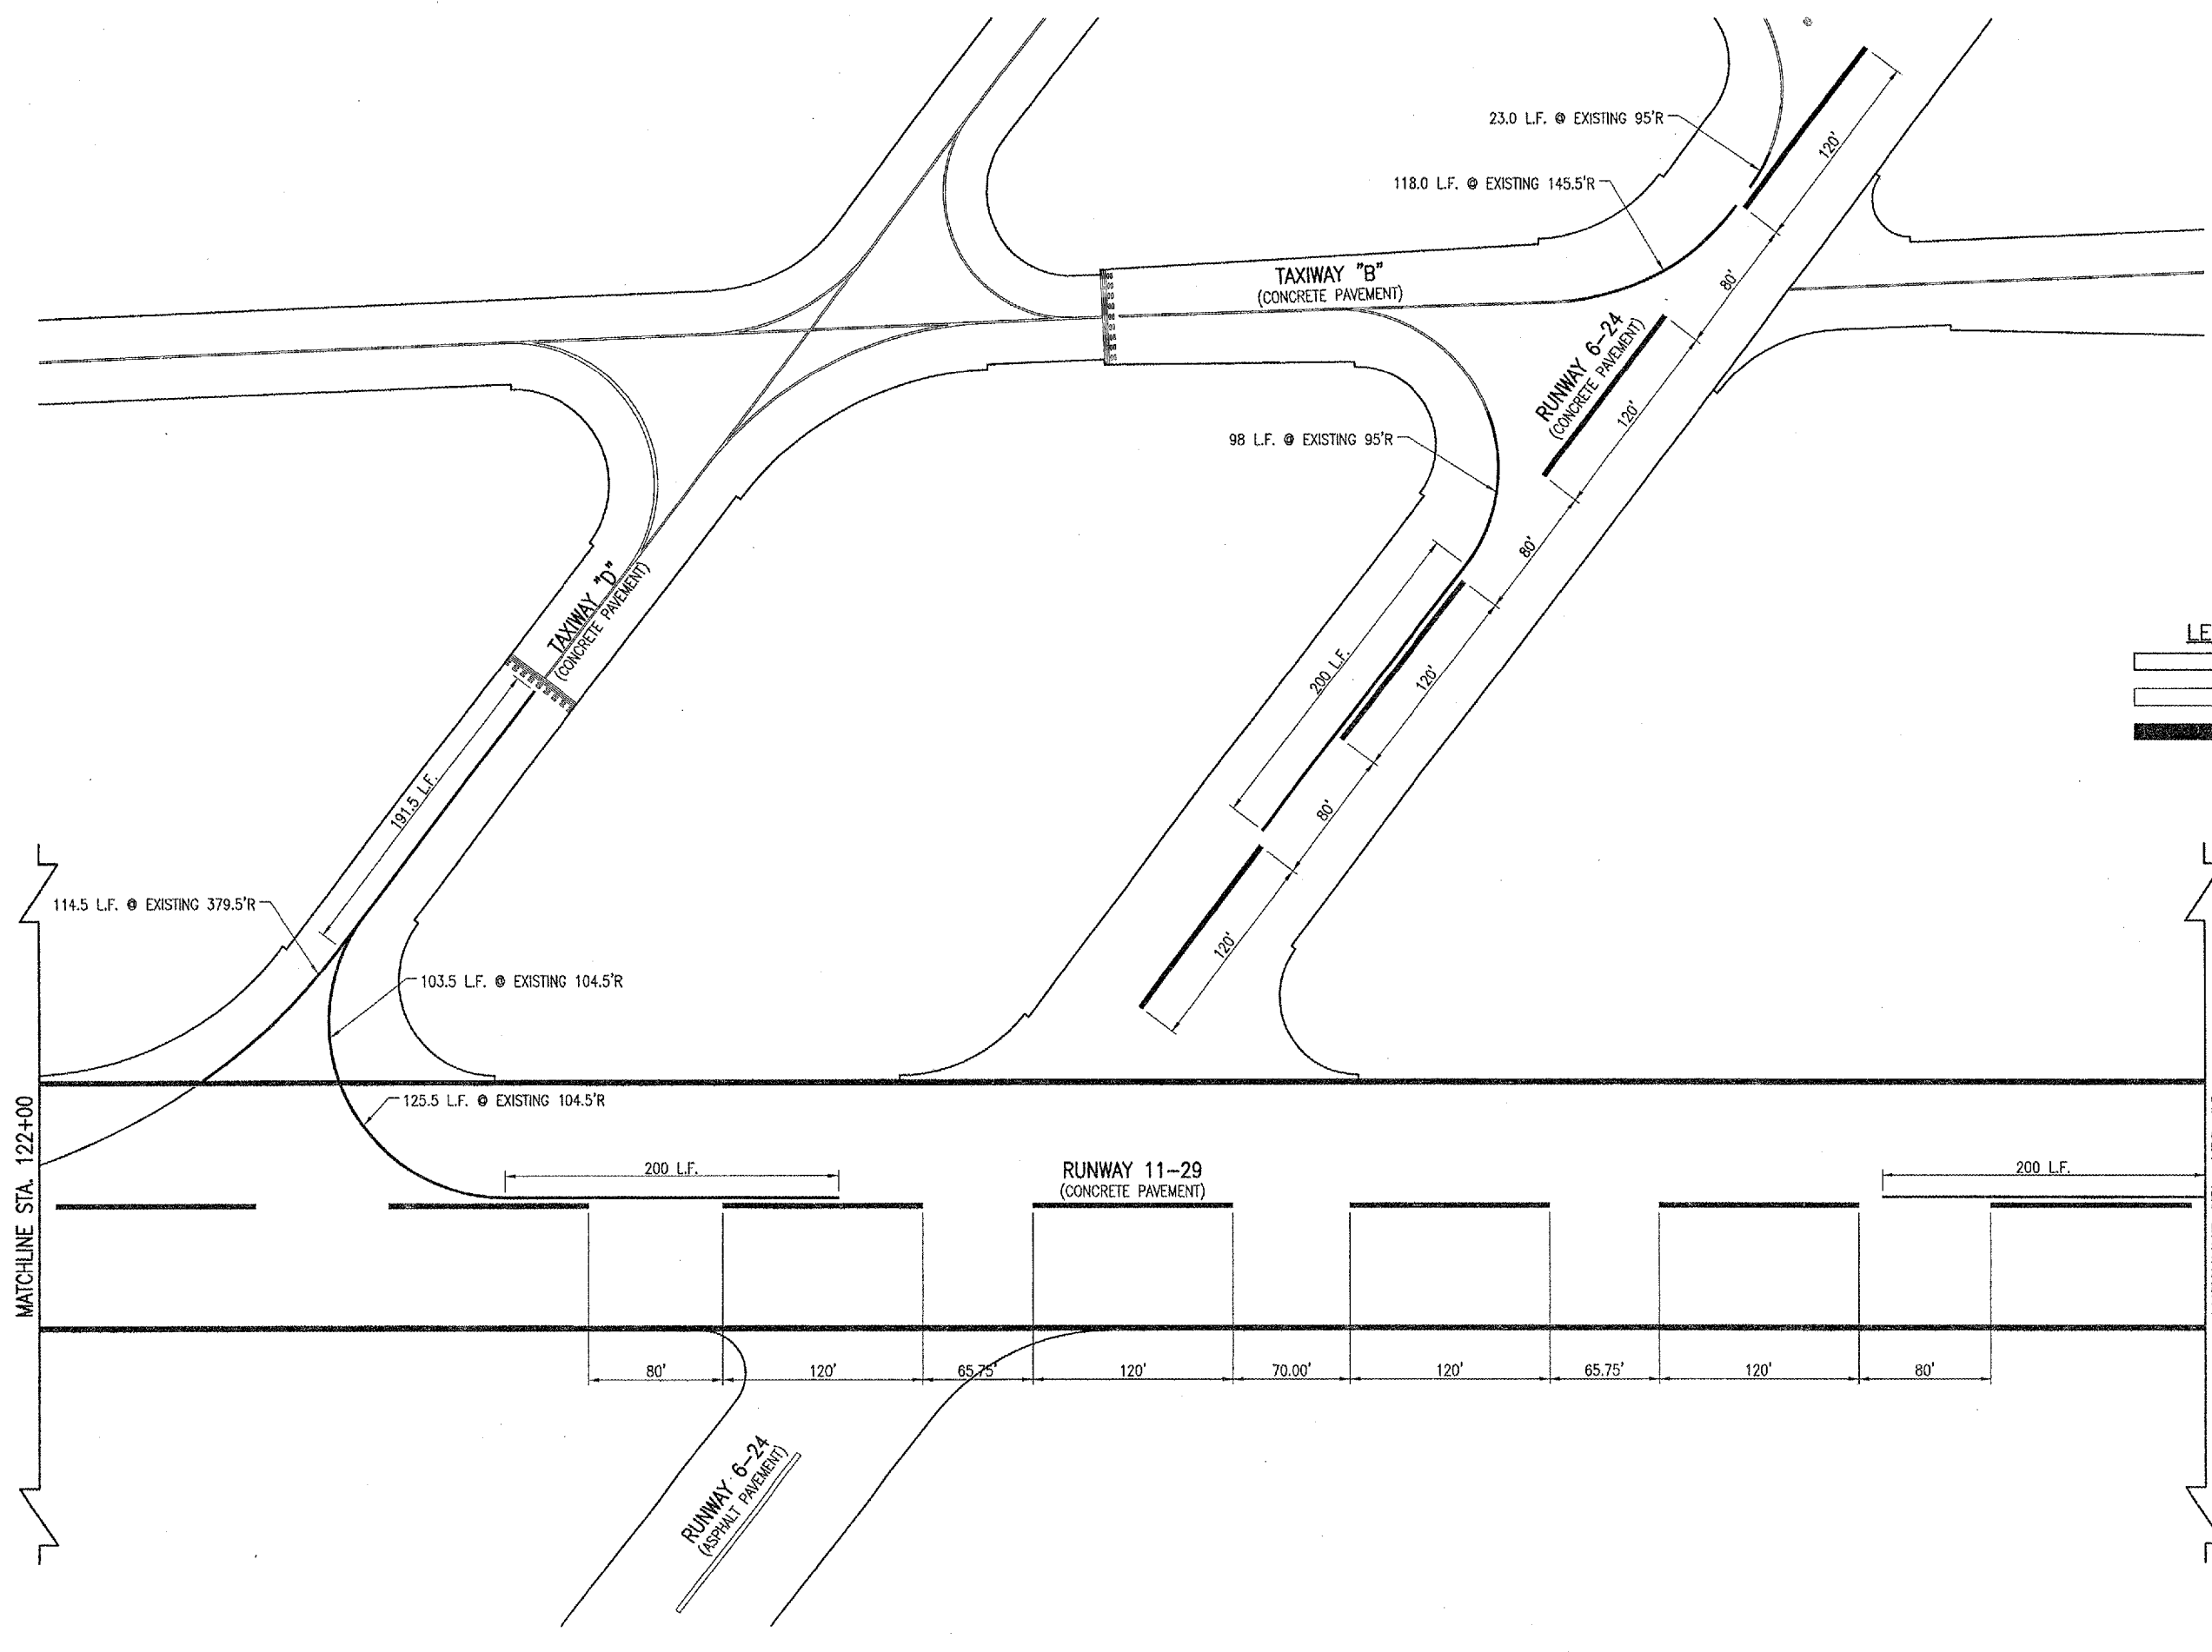 23.0 L.F. @ EXISTING 95'R
120'
118.0 L.F. @ EXISTING 145.5'R
TAXIWAY "B"
(CONCRETE PAVEMENT)
80'
RUNWAY 6-24
(CONCRETE PAVEMENT)
120'
98 L.F. @ EXISTING 95'R
80'
TAXIWAY "D"
(CONCRETE PAVEMENT)
LE
200 L.F.
120'
191.5 L.F.
80'
114.5 L.F. @ EXISTING 379.5'R
120'
103.5 L.F. @ EXISTING 104.5'R
125.5 L.F. @ EXISTING 104.5'R
MATCHLINE STA. 122+00
200 L.F.
RUNWAY 11-29
(CONCRETE PAVEMENT)
200 L.F.
80'
120'
65.75'
120'
70.00'
120'
65.75'
120'
80'
RUNWAY 6-24
(ASPHALT PAVEMENT)